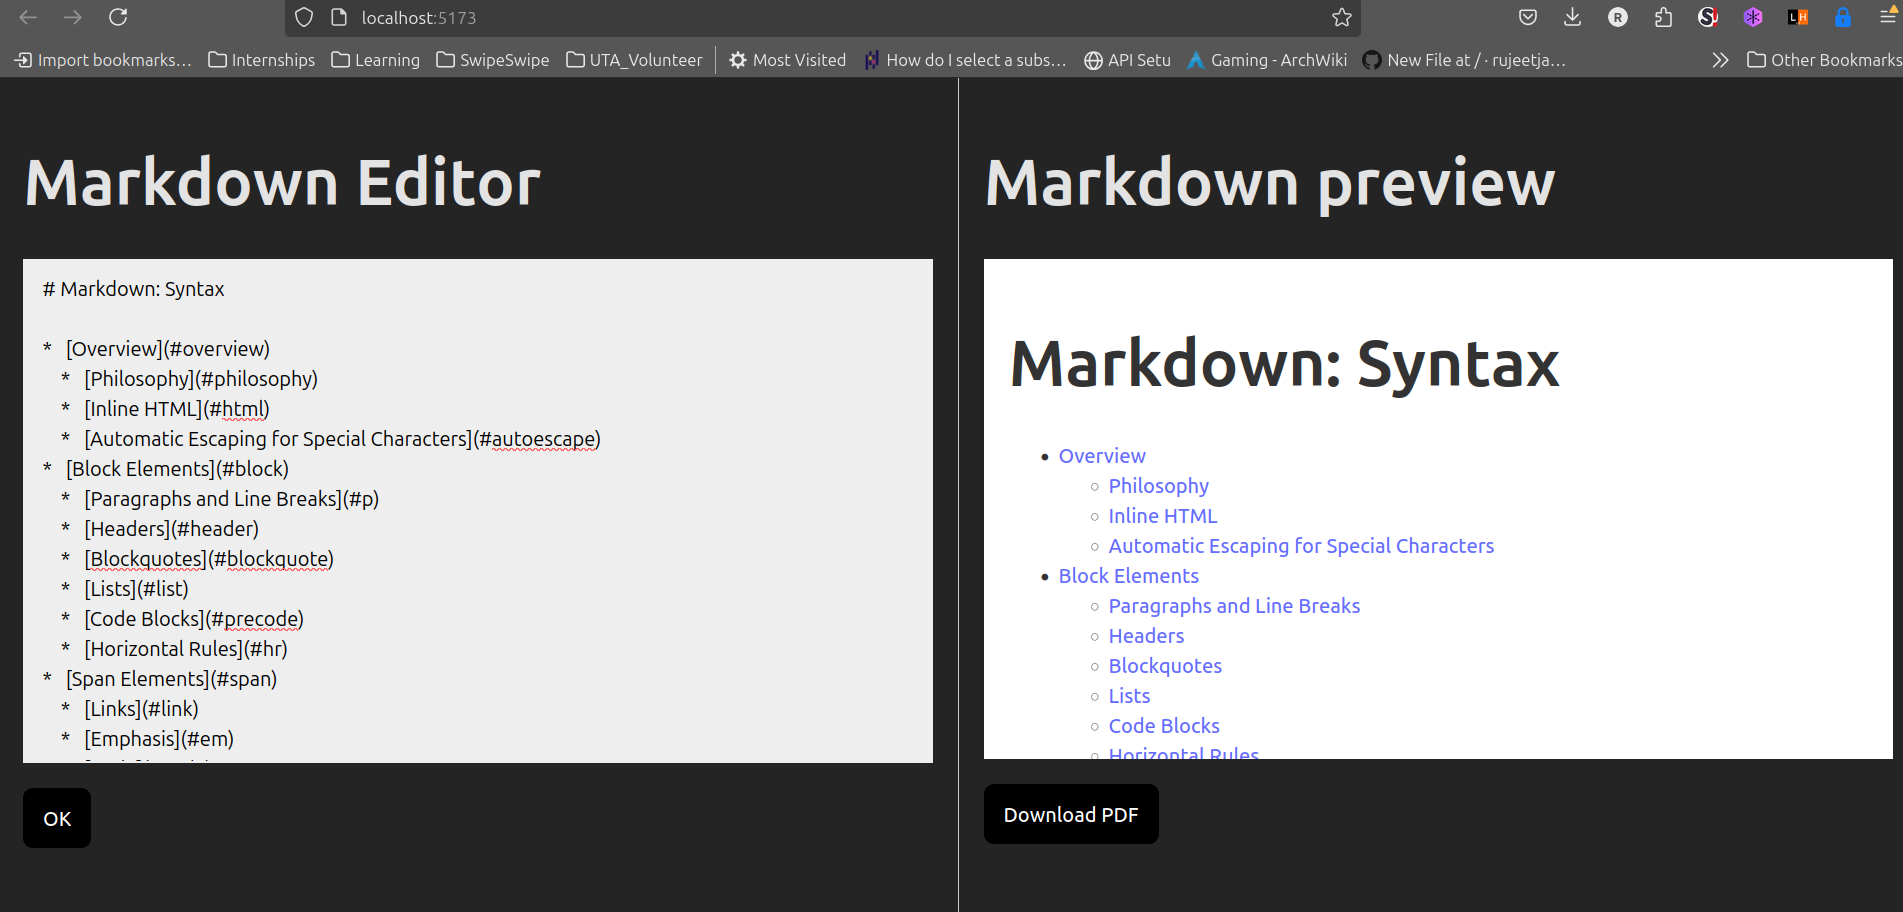 localhost:5173
Import bookmarks... Internships Learning SwipeSwipe UTA_Volunteer Most Visited How do I select a subs... API Setu Gaming - ArchWiki New File at / · rujeetja... Other Bookmarks
Markdown Editor
# Markdown: Syntax
* [Overview](#overview)
* [Philosophy](#philosophy)
* [Inline HTML](#html)
* [Automatic Escaping for Special Characters](#autoescape)
* [Block Elements](#block)
* [Paragraphs and Line Breaks](#p)
* [Headers](#header)
* [Blockquotes](#blockquote)
* [Lists](#list)
* [Code Blocks](#precode)
* [Horizontal Rules](#hr)
* [Span Elements](#span)
* [Links](#link)
* [Emphasis](#em)
OK
Markdown preview
Markdown: Syntax
• Overview
◦ Philosophy
◦ Inline HTML
◦ Automatic Escaping for Special Characters
• Block Elements
◦ Paragraphs and Line Breaks
◦ Headers
◦ Blockquotes
◦ Lists
◦ Code Blocks
◦ Horizontal Rules
Download PDF